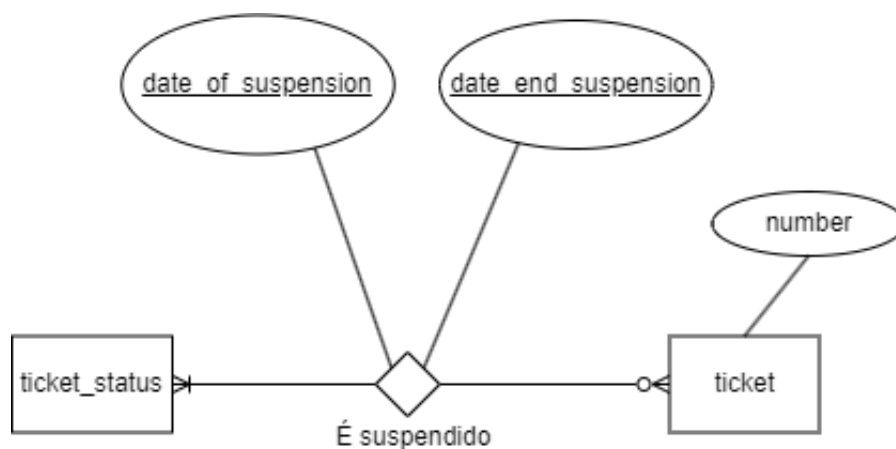 date_of_suspension
date_end_suspension
number
ticket_status
ticket
É suspendido